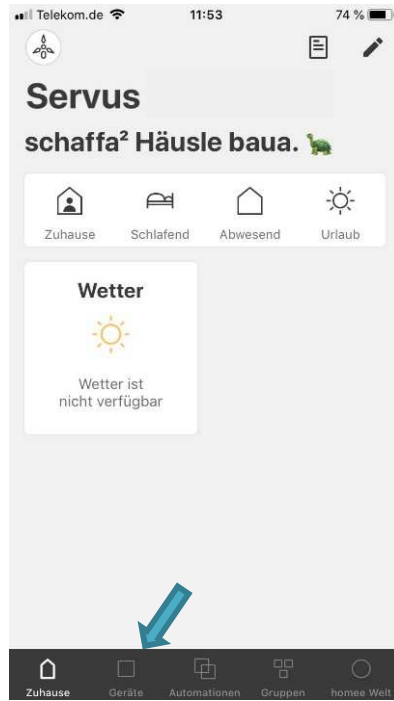 Telekom.de 11:53 74 %
Servus
schaffa² Häusle baua. 🐢
Zuhause Schlafend Abwesend Urlaub
Wetter
Wetter ist
nicht verfügbar
Zuhause Geräte Automationen Gruppen homee Welt